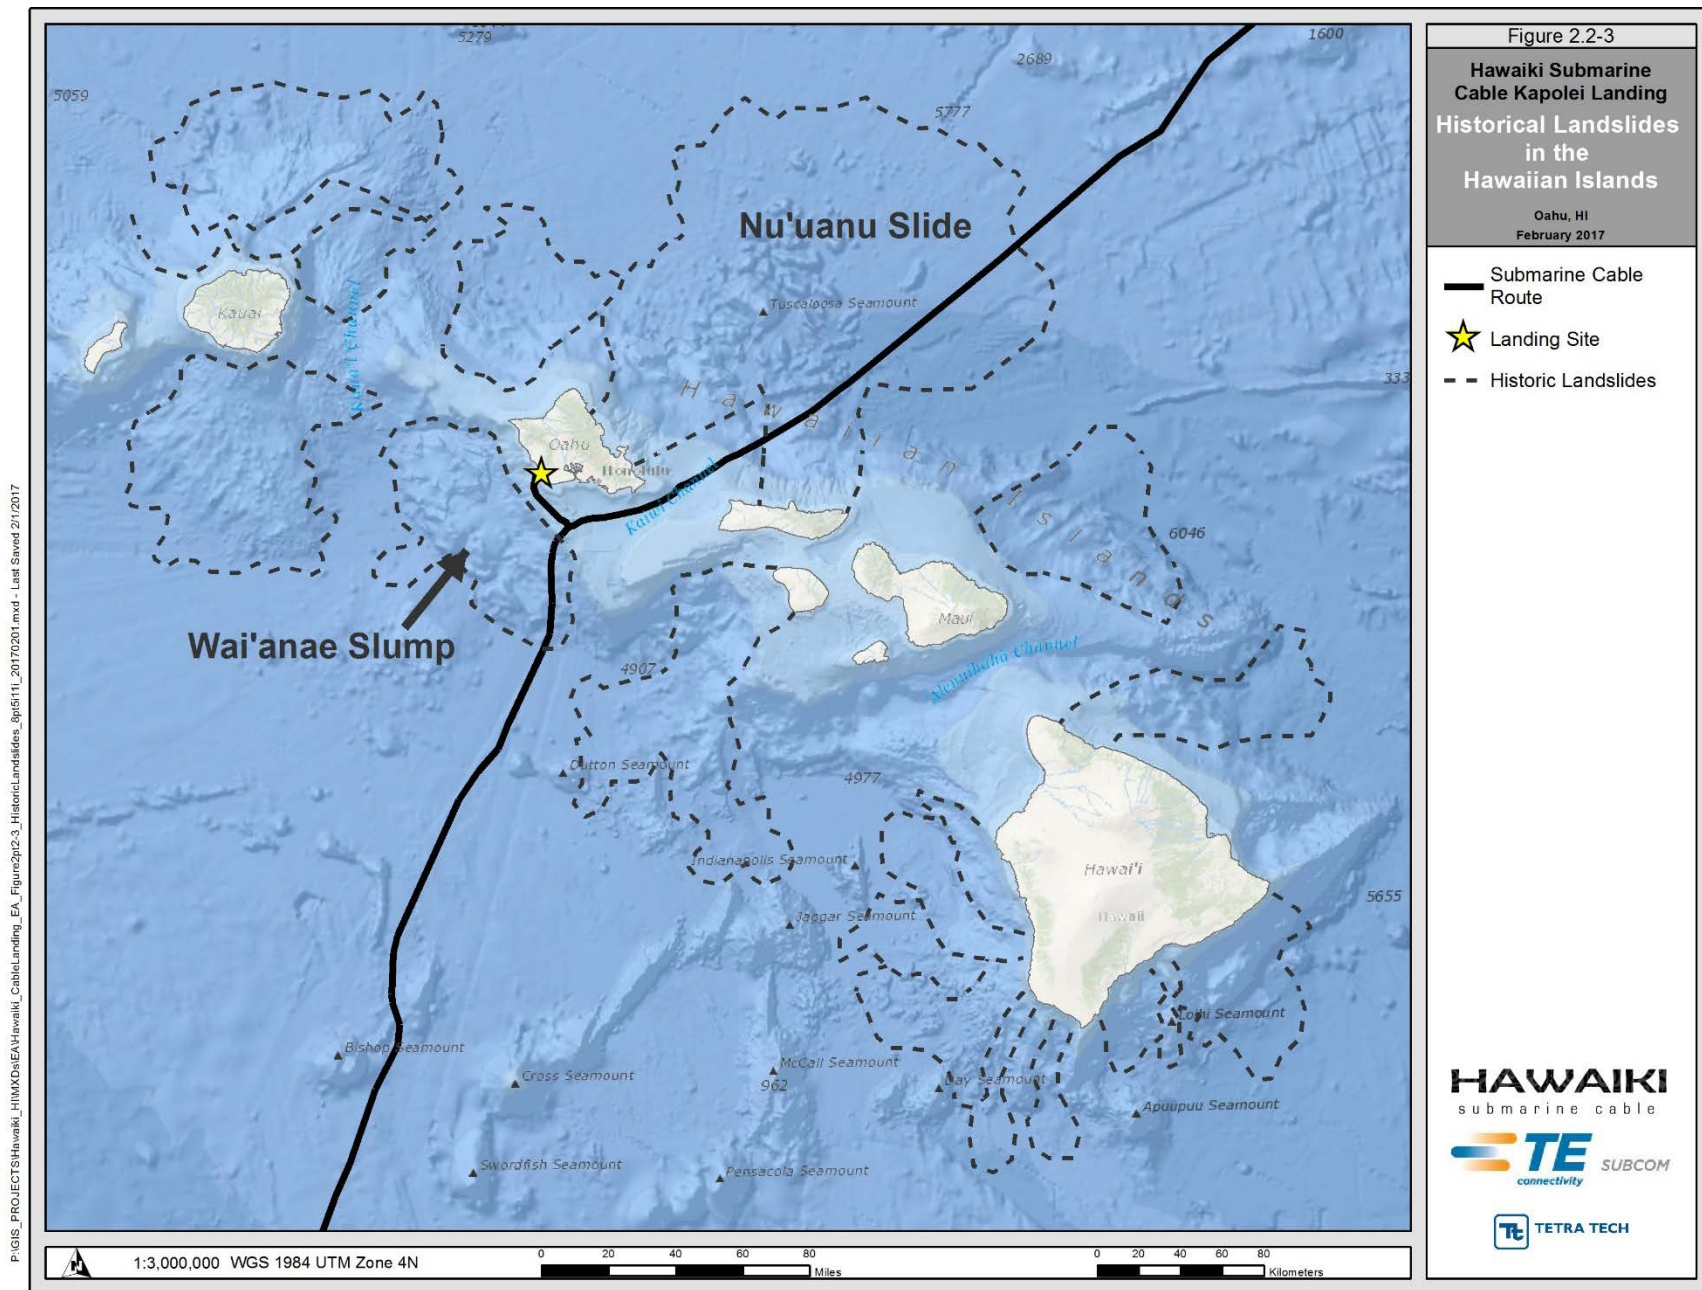 Figure 2.2-3
Hawaiki Submarine
Cable Kapolei Landing
Historical Landslides
in the
Hawaiian Islands
Oahu, HI
February 2017
Submarine Cable
Route
Landing Site
Historic Landslides
5279
1600
2689
5059
5777
Nu'uanu Slide
Kauai
Tuscaloosa Seamount
Kaua'i Channel
333
Hawaiian Islands
Oahu
Honolulu
Kaiwi Channel
6046
Wai'anae Slump
Maui
4907
Alenuihaha Channel
Dutton Seamount
4977
Indianapolis Seamount
Hawai'i
Hawaii
5655
Jaggar Seamount
Loihi Seamount
Bishop Seamount
Cross Seamount
McCall Seamount
962
Day Seamount
Apuupuu Seamount
Swordfish Seamount
Pensacola Seamount
HAWAIKI
submarine cable
TE
SUBCOM
connectivity
Tt
TETRA TECH
N
1:3,000,000 WGS 1984 UTM Zone 4N
0 20 40 60 80
Miles
0 20 40 60 80
Kilometers